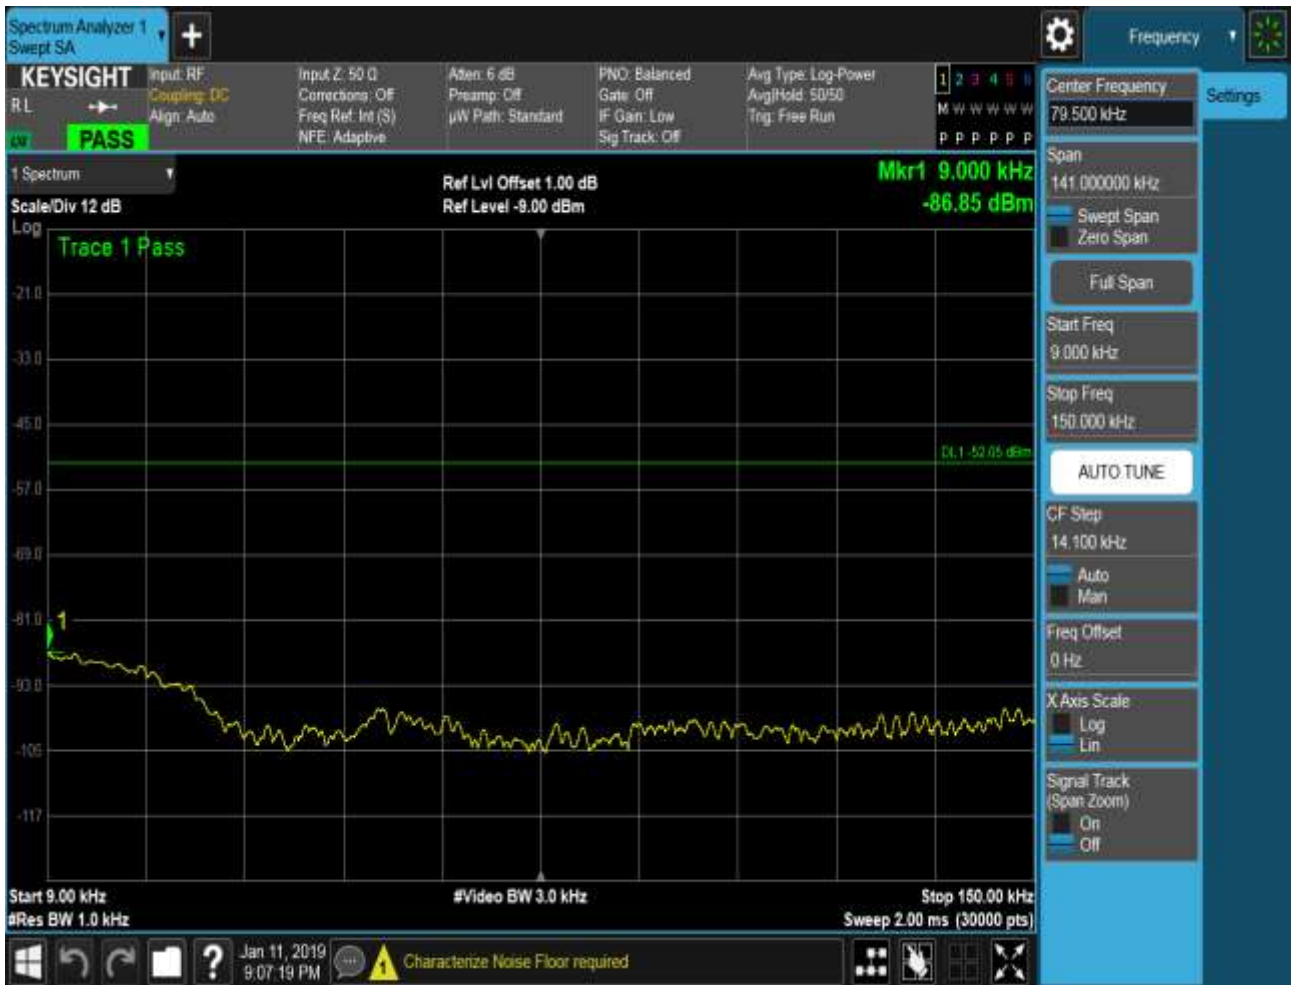 Spectrum Analyzer 1
Swept SA
Frequency
KEYSIGHT
RL
PASS
Input: RF
Coupling: DC
Align: Auto
Input Z: 50 Ω
Corrections: Off
Freq Ref: Int (S)
NFE: Adaptive
Atten: 6 dB
Preamp: Off
µW Path: Standard
PNO: Balanced
Gate: Off
IF Gain: Low
Sig Track: Off
Avg Type: Log-Power
Avg|Hold: 50/50
Trig: Free Run
1 2 3 4 5 6
M W W W W W
P P P P P P
1 Spectrum
Scale/Div 12 dB
Log
Ref Lvl Offset 1.00 dB
Ref Level -9.00 dBm
Mkr1 9.000 kHz
-86.85 dBm
Trace 1 Pass
-21.0
-33.0
-45.0
DL1 -52.05 dBm
-57.0
-69.0
-81.0
1
-93.0
-105
-117
Start 9.00 kHz
#Res BW 1.0 kHz
#Video BW 3.0 kHz
Stop 150.00 kHz
Sweep 2.00 ms (30000 pts)
Center Frequency
79.500 kHz
Settings
Span
141.000000 kHz
Swept Span
Zero Span
Full Span
Start Freq
9.000 kHz
Stop Freq
150.000 kHz
AUTO TUNE
CF Step
14.100 kHz
Auto
Man
Freq Offset
0 Hz
X Axis Scale
Log
Lin
Signal Track
(Span Zoom)
On
Off
?
Jan 11, 2019
9:07:19 PM
1
Characterize Noise Floor required